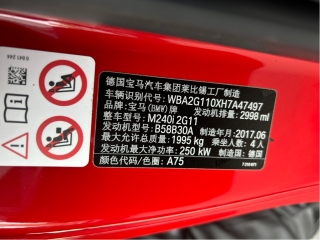 德国宝马汽车集团莱比锡工厂制造
车辆识别代号: WBA2G110XH7A47497
品牌: 宝马(BMW)牌 发动机排量: 2998 ml
整车型号: M240i 2G11
发动机型号: B58B30A 制造年月: 2017.06
最大允许总质量: 1995 kg 乘坐人数: 4人
发动机最大净功率: 250 kW 制造国: 德国
车身颜色/色号: A75